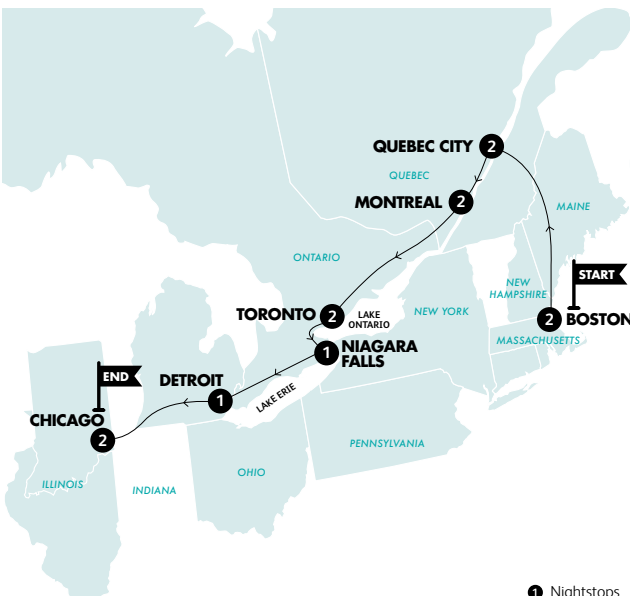 QUEBEC CITY 2
QUEBEC
MONTREAL 2
MAINE
ONTARIO
START
NEW
HAMPSHIRE
TORONTO 2
LAKE
ONTARIO
NEW YORK
2 BOSTON
MASSACHUSETTS
1 NIAGARA
FALLS
END
DETROIT
1
LAKE ERIE
CHICAGO
2
PENNSYLVANIA
OHIO
ILLINOIS
INDIANA
1 Nightstops